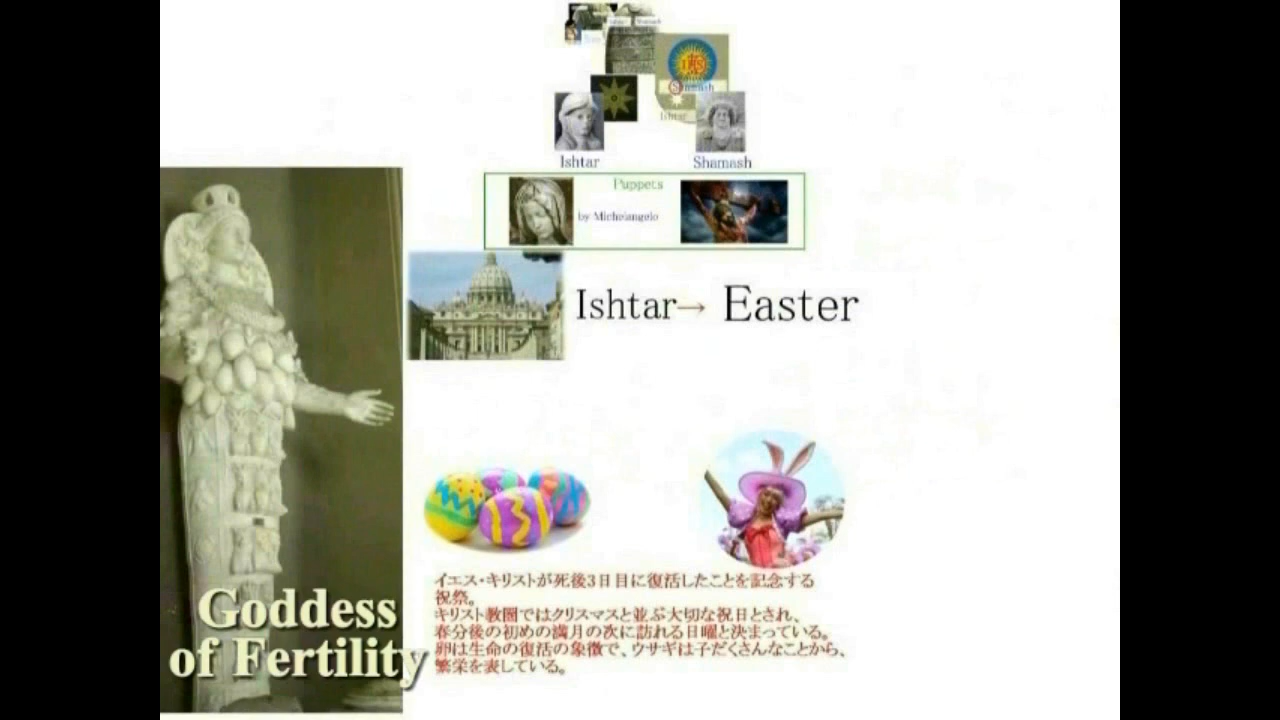 Shamash
Ishtar
Ishtar
Shamash
Puppets
by Michelangelo
Ishtar→ Easter
イエス・キリストが死後3日目に復活したことを記念する
祝祭。
キリスト教圏ではクリスマスと並ぶ大切な祝日とされ、
春分後の初めの満月の次に訪れる日曜と決まっている。
卵は生命の復活の象徴で、ウサギは子だくさんなことから、
繁栄を表している。
Goddess
of Fertility